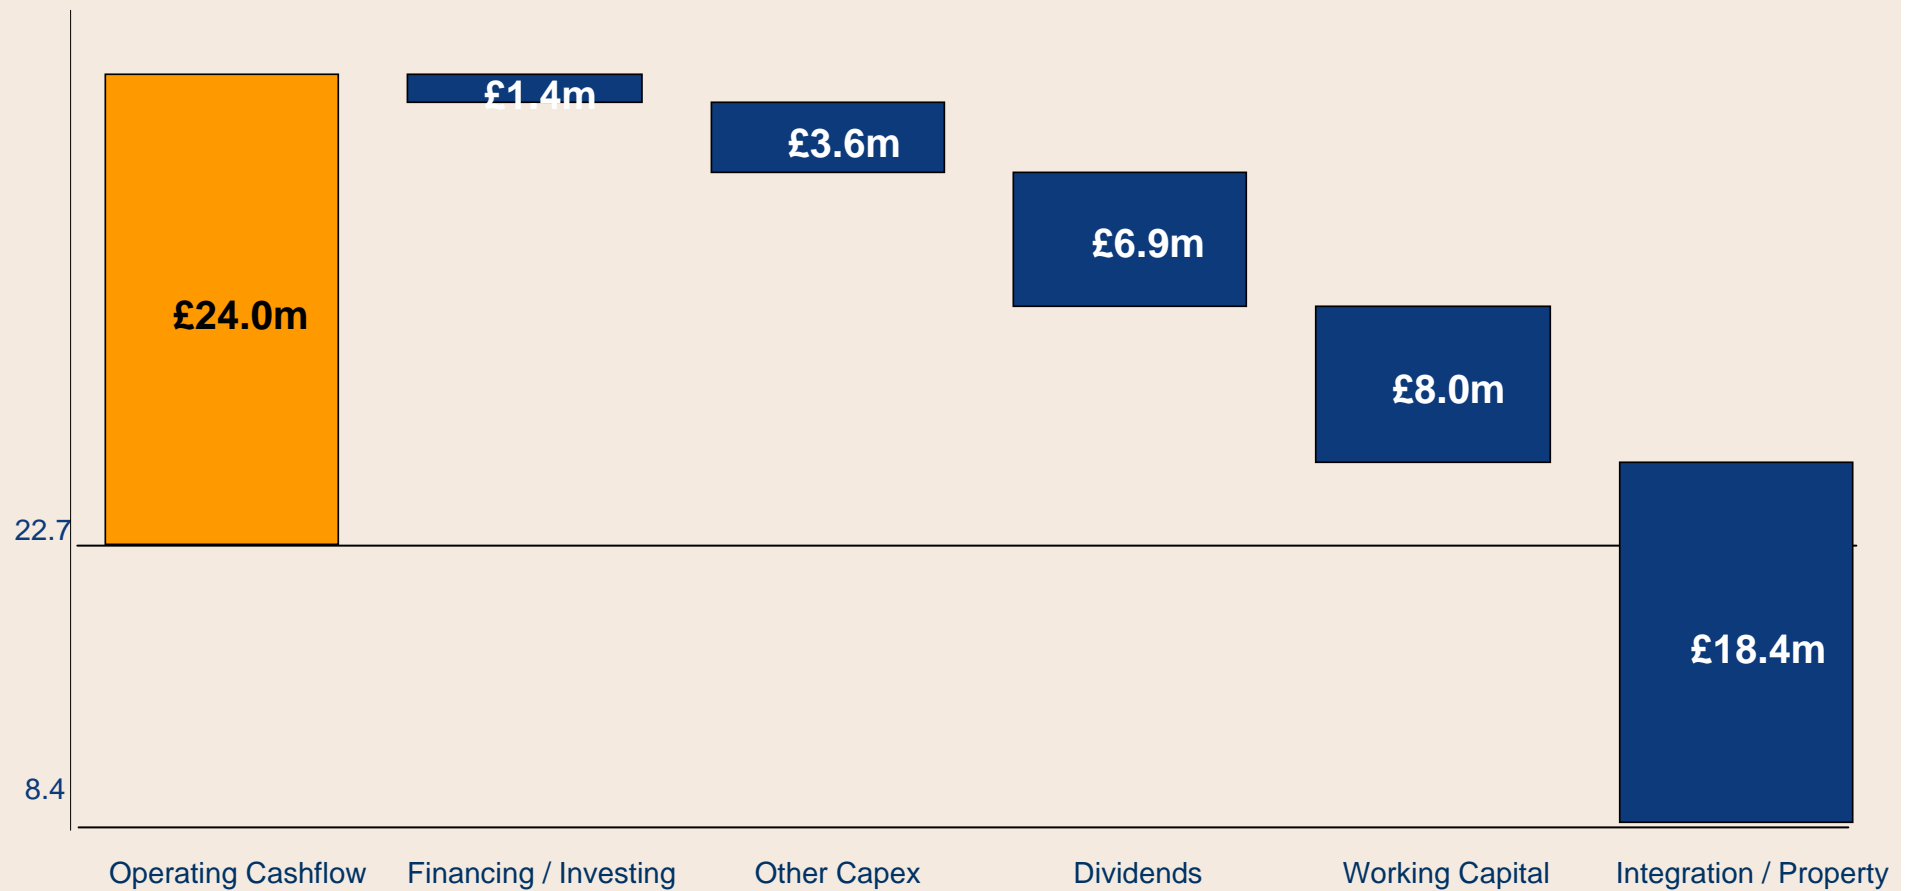 £1.4m
£3.6m
£6.9m
£24.0m
£8.0m
22.7
£18.4m
8.4
Operating Cashflow Financing / Investing Other Capex Dividends Working Capital Integration / Property